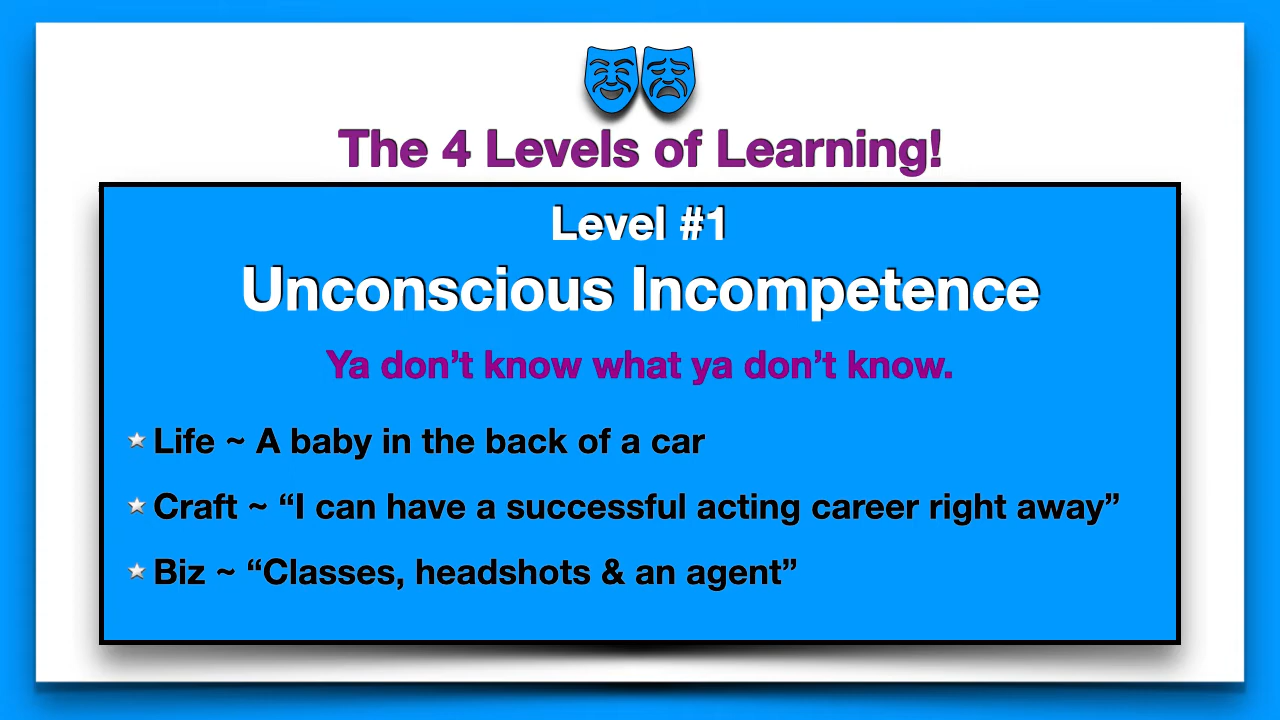 The 4 Levels of Learning!
Level #1
Unconscious Incompetence
Ya don’t know what ya don’t know.
Life ~ A baby in the back of a car
Craft ~ “I can have a successful acting career right away”
Biz ~ “Classes, headshots & an agent”